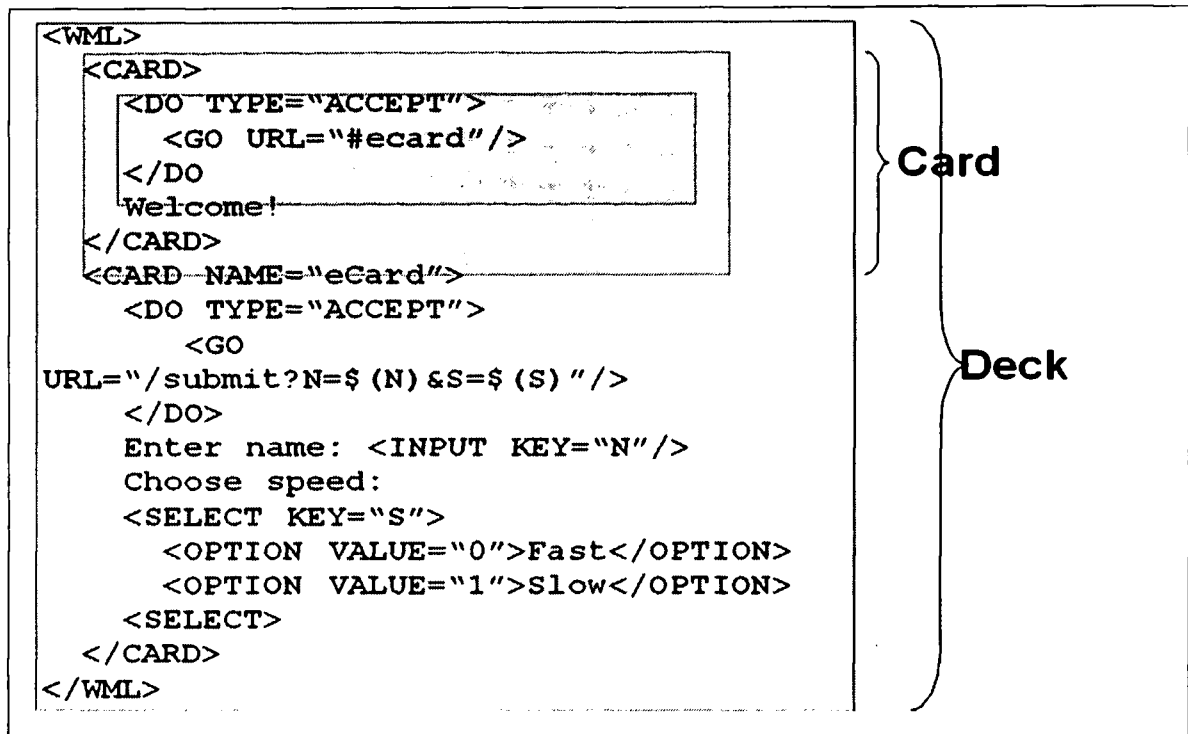 <WML>
<CARD>
<DO TYPE="ACCEPT">
<GO URL="#ecard"/>
</DO
Welcome!
</CARD>
<CARD NAME="eCard">
<DO TYPE="ACCEPT">
<GO
URL="/submit?N=$(N)&S=$(S)"/>
</DO>
Enter name: <INPUT KEY="N"/>
Choose speed:
<SELECT KEY="S">
<OPTION VALUE="0">Fast</OPTION>
<OPTION VALUE="1">Slow</OPTION>
<SELECT>
</CARD>
</WML>
Card
Deck